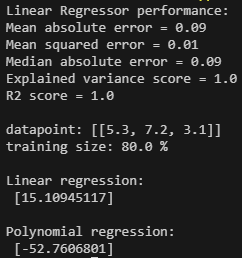 Linear Regressor performance:
Mean absolute error = 0.09
Mean squared error = 0.01
Median absolute error = 0.09
Explained variance score = 1.0
R2 score = 1.0

datapoint: [[5.3, 7.2, 3.1]]
training size: 80.0 %

Linear regression:
 [15.10945117]

Polynomial regression:
 [-52.7606801]